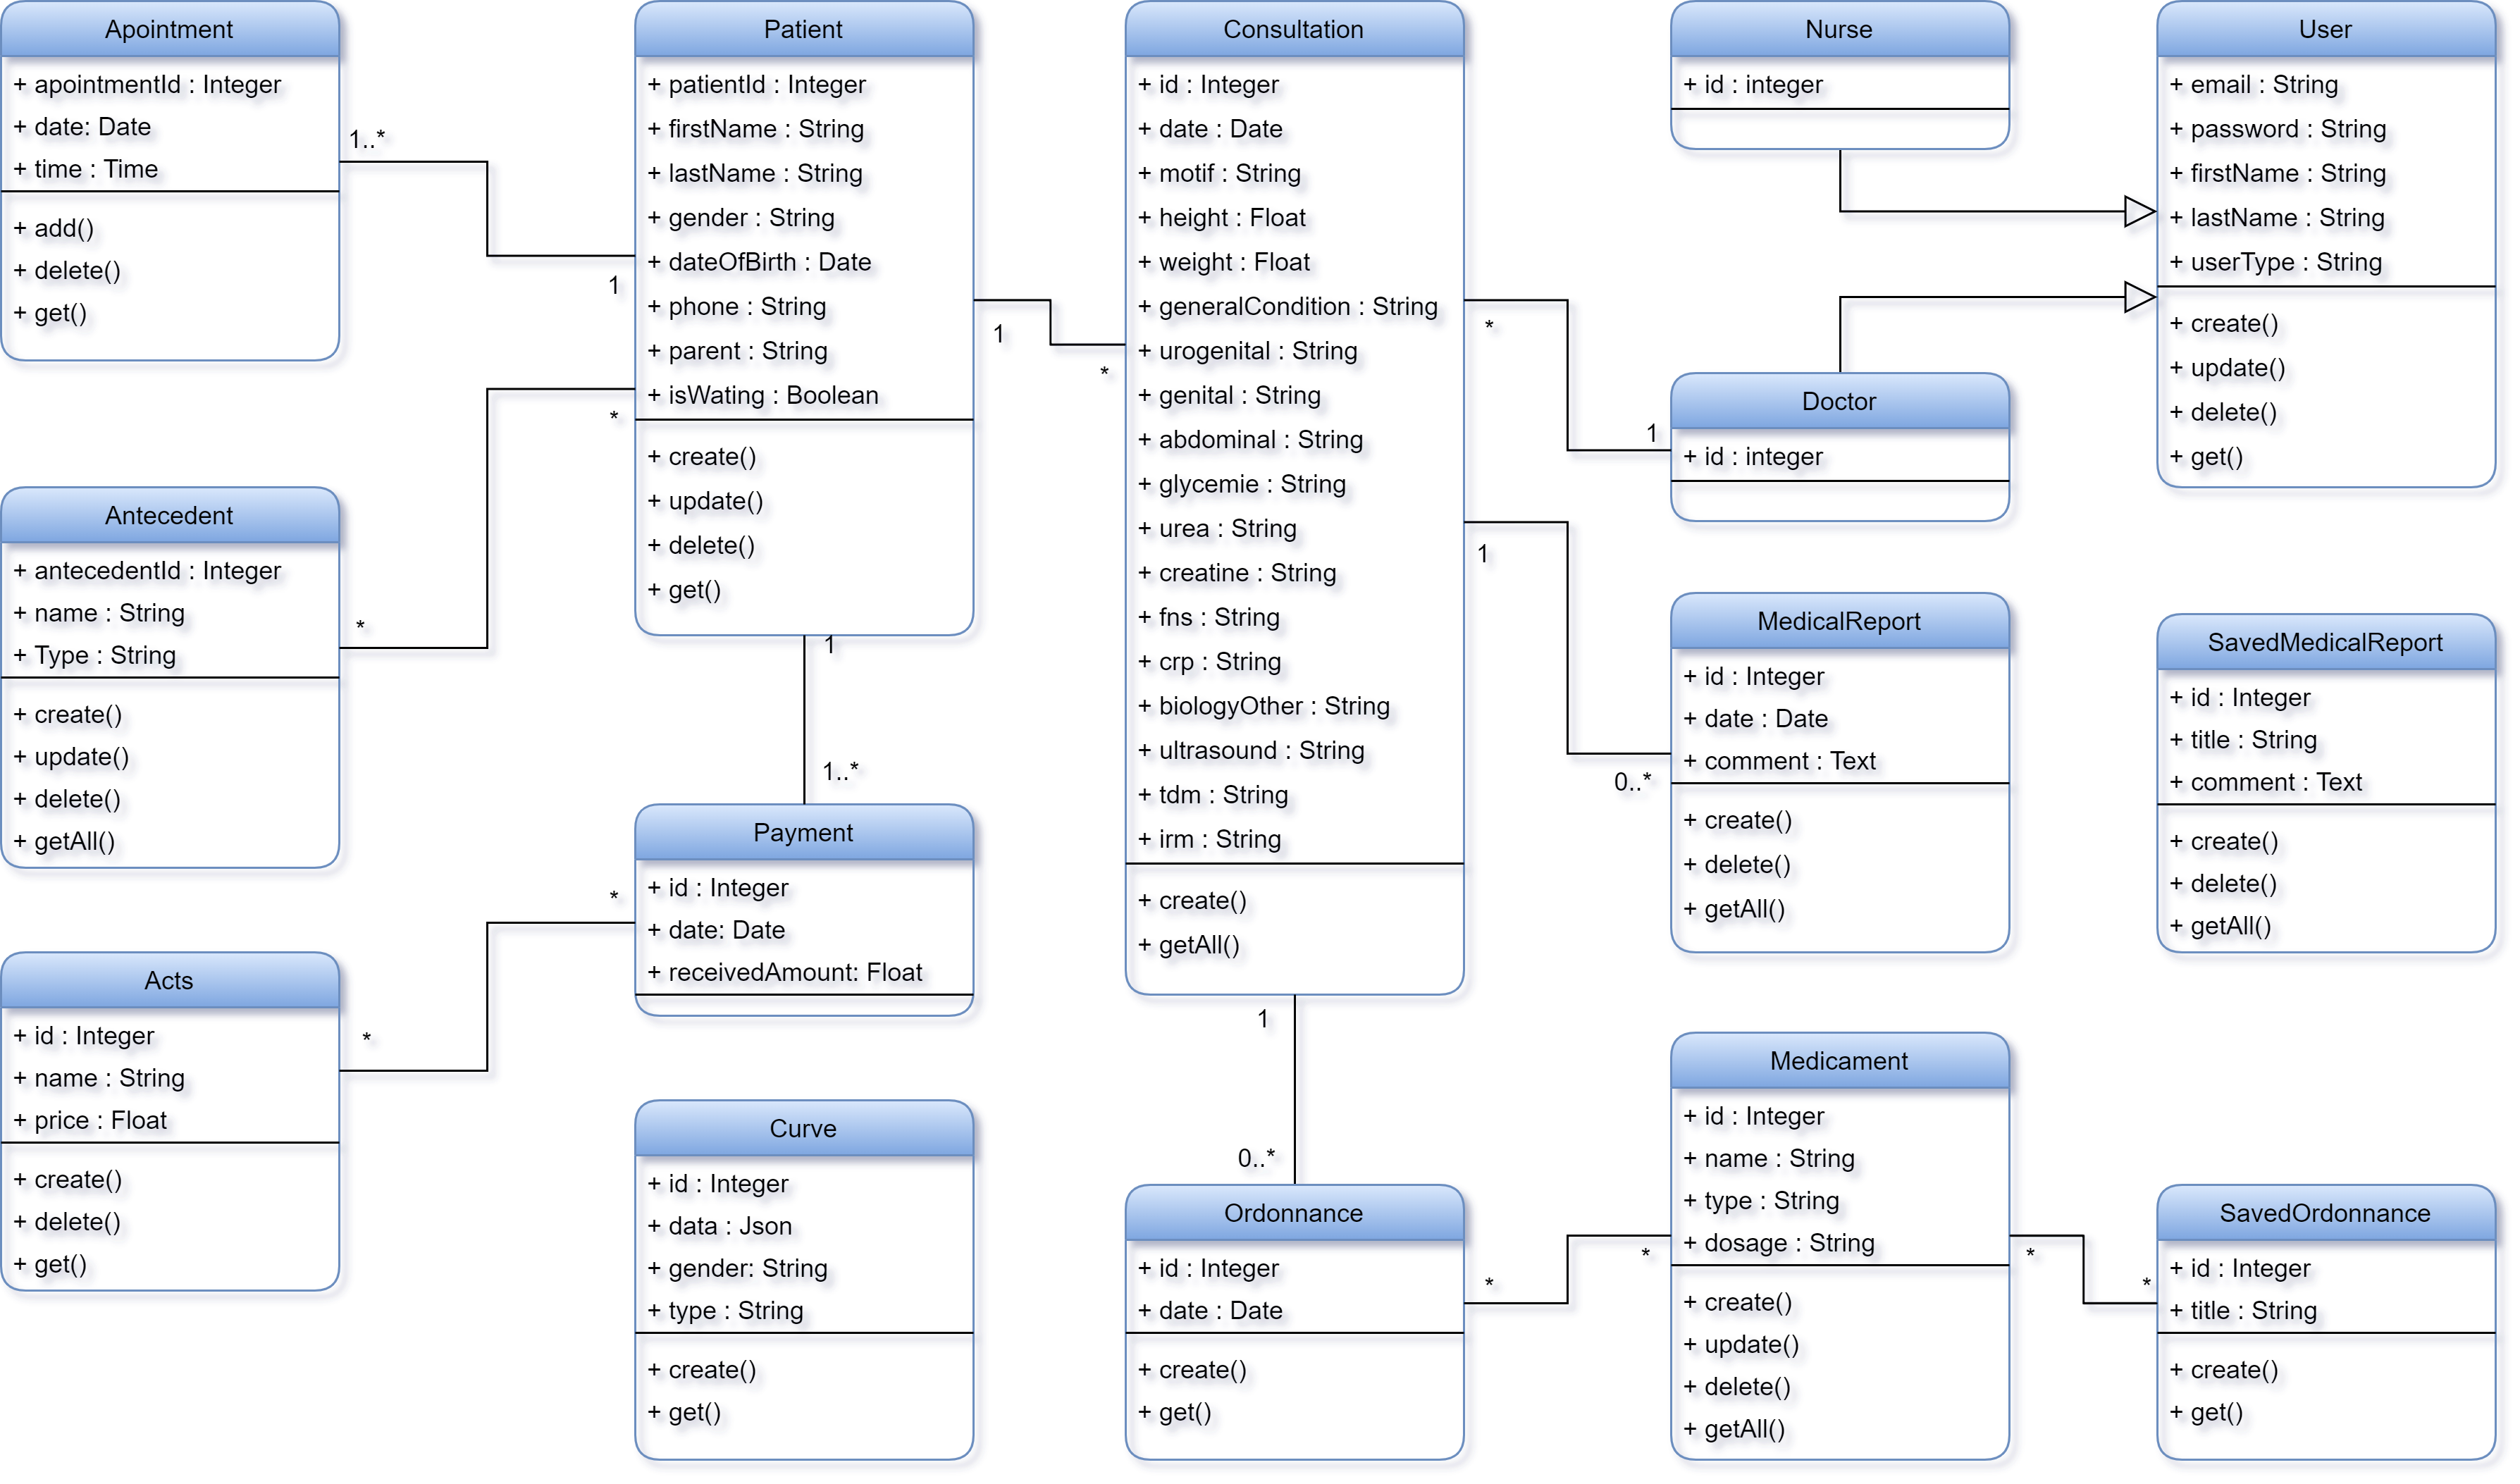 Apointment
+ apointmentId : Integer
+ date: Date
+ time : Time
+ add()
+ delete()
+ get()
1..*
1
Patient
+ patientId : Integer
+ firstName : String
+ lastName : String
+ gender : String
+ dateOfBirth : Date
+ phone : String
+ parent : String
+ isWating : Boolean
+ create()
+ update()
+ delete()
+ get()
1
*
Consultation
+ id : Integer
+ date : Date
+ motif : String
+ height : Float
+ weight : Float
+ generalCondition : String
+ urogenital : String
+ genital : String
+ abdominal : String
+ glycemie : String
+ urea : String
+ creatine : String
+ fns : String
+ crp : String
+ biologyOther : String
+ ultrasound : String
+ tdm : String
+ irm : String
+ create()
+ getAll()
*
1
Nurse
+ id : integer
User
+ email : String
+ password : String
+ firstName : String
+ lastName : String
+ userType : String
+ create()
+ update()
+ delete()
+ get()
Doctor
+ id : integer
*
*
Antecedent
+ antecedentId : Integer
+ name : String
+ Type : String
+ create()
+ update()
+ delete()
+ getAll()
1
1..*
Payment
+ id : Integer
+ date: Date
+ receivedAmount: Float
1
0..*
MedicalReport
+ id : Integer
+ date : Date
+ comment : Text
+ create()
+ delete()
+ getAll()
SavedMedicalReport
+ id : Integer
+ title : String
+ comment : Text
+ create()
+ delete()
+ getAll()
*
*
Acts
+ id : Integer
+ name : String
+ price : Float
+ create()
+ delete()
+ get()
Curve
+ id : Integer
+ data : Json
+ gender: String
+ type : String
+ create()
+ get()
1
0..*
Ordonnance
+ id : Integer
+ date : Date
+ create()
+ get()
*
*
Medicament
+ id : Integer
+ name : String
+ type : String
+ dosage : String
+ create()
+ update()
+ delete()
+ getAll()
*
*
SavedOrdonnance
+ id : Integer
+ title : String
+ create()
+ get()